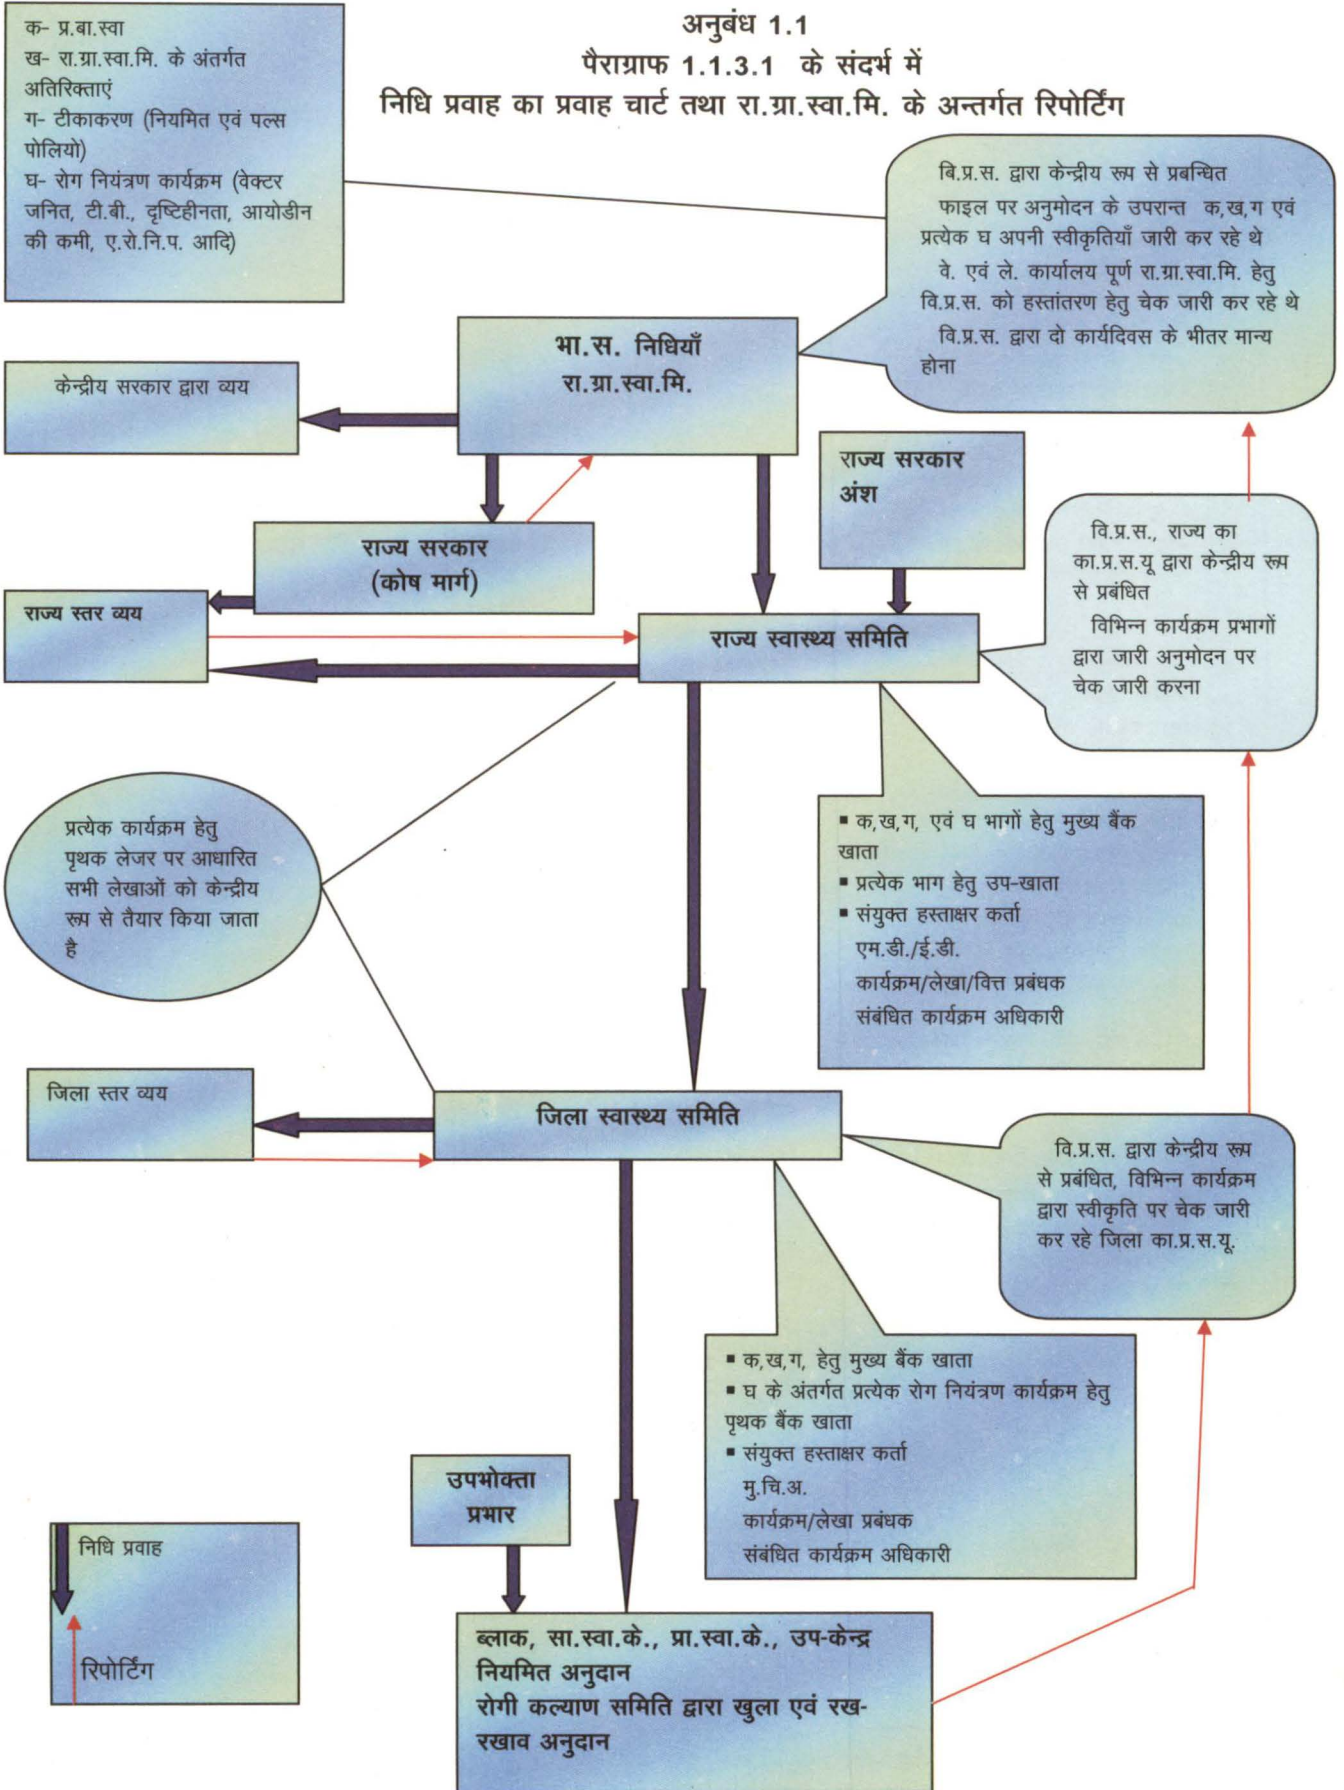 अनुबंध 1.1
पैराग्राफ 1.1.3.1 के संदर्भ में
निधि प्रवाह का प्रवाह चार्ट तथा रा.ग्रा.स्वा.मि. के अन्तर्गत रिपोर्टिंग
क- प्र.बा.स्वा
ख- रा.ग्रा.स्वा.मि. के अंतर्गत
अतिरिक्ताएं
ग- टीकाकरण (नियमित एवं पल्स
पोलियो)
घ- रोग नियंत्रण कार्यक्रम (वेक्टर
जनित, टी.बी., दृष्टिहीनता, आयोडीन
की कमी, ए.रो.नि.प. आदि)
बि.प्र.स. द्वारा केन्द्रीय रूप से प्रबन्धित
फाइल पर अनुमोदन के उपरान्त क,ख,ग एवं
प्रत्येक घ अपनी स्वीकृतियाँ जारी कर रहे थे
वे. एवं ले. कार्यालय पूर्ण रा.ग्रा.स्वा.मि. हेतु
वि.प्र.स. को हस्तांतरण हेतु चेक जारी कर रहे थे
वि.प्र.स. द्वारा दो कार्यदिवस के भीतर मान्य
होना
भा.स. निधियाँ
रा.ग्रा.स्वा.मि.
केन्द्रीय सरकार द्वारा व्यय
राज्य सरकार
अंश
राज्य सरकार
(कोष मार्ग)
वि.प्र.स., राज्य का
का.प्र.स.यू द्वारा केन्द्रीय रूप
से प्रबंधित
विभिन्न कार्यक्रम प्रभागों
द्वारा जारी अनुमोदन पर
चेक जारी करना
राज्य स्तर व्यय
राज्य स्वास्थ्य समिति
प्रत्येक कार्यक्रम हेतु
पृथक लेजर पर आधारित
सभी लेखाओं को केन्द्रीय
रूप से तैयार किया जाता
है
▪ क,ख,ग, एवं घ भागों हेतु मुख्य बैंक
खाता
▪ प्रत्येक भाग हेतु उप-खाता
▪ संयुक्त हस्ताक्षर कर्ता
एम.डी./ई.डी.
कार्यक्रम/लेखा/वित्त प्रबंधक
संबंधित कार्यक्रम अधिकारी
जिला स्तर व्यय
जिला स्वास्थ्य समिति
वि.प्र.स. द्वारा केन्द्रीय रूप
से प्रबंधित, विभिन्न कार्यक्रम
द्वारा स्वीकृति पर चेक जारी
कर रहे जिला का.प्र.स.यू.
▪ क,ख,ग, हेतु मुख्य बैंक खाता
▪ घ के अंतर्गत प्रत्येक रोग नियंत्रण कार्यक्रम हेतु
पृथक बैंक खाता
▪ संयुक्त हस्ताक्षर कर्ता
मु.चि.अ.
कार्यक्रम/लेखा प्रबंधक
संबंधित कार्यक्रम अधिकारी
उपभोक्ता
प्रभार
निधि प्रवाह
रिपोर्टिंग
ब्लाक, सा.स्वा.के., प्रा.स्वा.के., उप-केन्द्र
नियमित अनुदान
रोगी कल्याण समिति द्वारा खुला एवं रख-
रखाव अनुदान